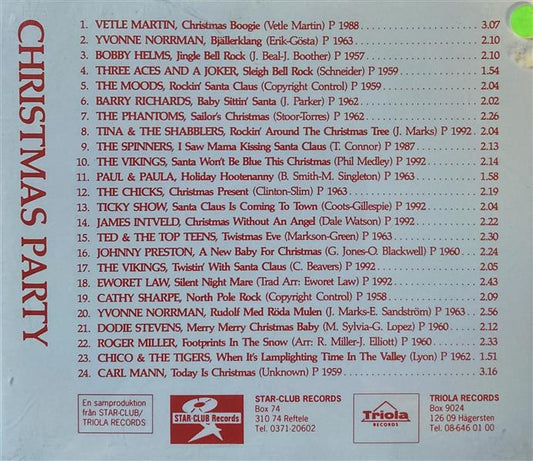 CHRISTMAS PARTY
1. VETLE MARTIN, Christmas Boogie (Vetle Martin) P 1988 3.07
2. YVONNE NORRMAN, Bjällerklang (Erik-Gösta) P 1963 2.10
3. BOBBY HELMS, Jingle Bell Rock (J. Beal-J. Boother) P 1957 2.10
4. THREE ACES AND A JOKER, Sleigh Bell Rock (Schneider) P 1959 1.54
5. THE MOODS, Rockin' Santa Claus (Copyright Control) P 1959 2.04
6. BARRY RICHARDS, Baby Sittin' Santa (J. Parker) P 1962 2.02
7. THE PHANTOMS, Sailor's Christmas (Stoor-Torres) P 1962 2.26
8. TINA & THE SHABBLERS, Rockin' Around The Christmas Tree (J. Marks) P 1992 2.04
9. THE SPINNERS, I Saw Mama Kissing Santa Claus (T. Connor) P 1987 2.13
10. THE VIKINGS, Santa Won't Be Blue This Christmas (Phil Medley) P 1992 2.14
11. PAUL & PAULA, Holiday Hootenanny (B. Smith-M. Singleton) P 1963 1.58
12. THE CHICKS, Christmas Present (Clinton-Slim) P 1963 2.19
13. TICKY SHOW, Santa Claus Is Coming To Town (Coots-Gillespie) P 1992 2.04
14. JAMES INTVELD, Christmas Without An Angel (Dale Watson) P 1992 2.22
15. TED & THE TOP TEENS, Twistmas Eve (Markson-Green) P 1963 2.30
16. JOHNNY PRESTON, A New Baby For Christmas (G. Jones-O. Blackwell) P 1960 2.24
17. THE VIKINGS, Twistin' With Santa Claus (C. Beavers) P 1992 2.05
18. EWORET LAW, Silent Night Mare (Trad Arr: Eworet Law) P 1992 2.43
19. CATHY SHARPE, North Pole Rock (Copyright Control) P 1958 2.09
20. YVONNE NORRMAN, Rudolf Med Röda Mulen (J. Marks-E. Sandström) P 1963 2.56
21. DODIE STEVENS, Merry Merry Christmas Baby (M. Sylvia-G. Lopez) P 1960 2.12
22. ROGER MILLER, Footprints In The Snow (Arr: R. Miller-J. Elliott) P 1960 2.33
23. CHICO & THE TIGERS, When It's Lamplighting Time In The Valley (Lyon) P 1962 1.51
24. CARL MANN, Today Is Christmas (Unknown) P 1959 3.16
En samproduktion
från STAR-CLUB/
TRIOLA RECORDS
STAR-CLUB Records
STAR-CLUB RECORDS
Box 74
310 74 Reftele
Tel. 0371-20602
Triola
RECORDS
TRIOLA RECORDS
Box 9024
126 09 Hägersten
Tel. 08-646 01 00